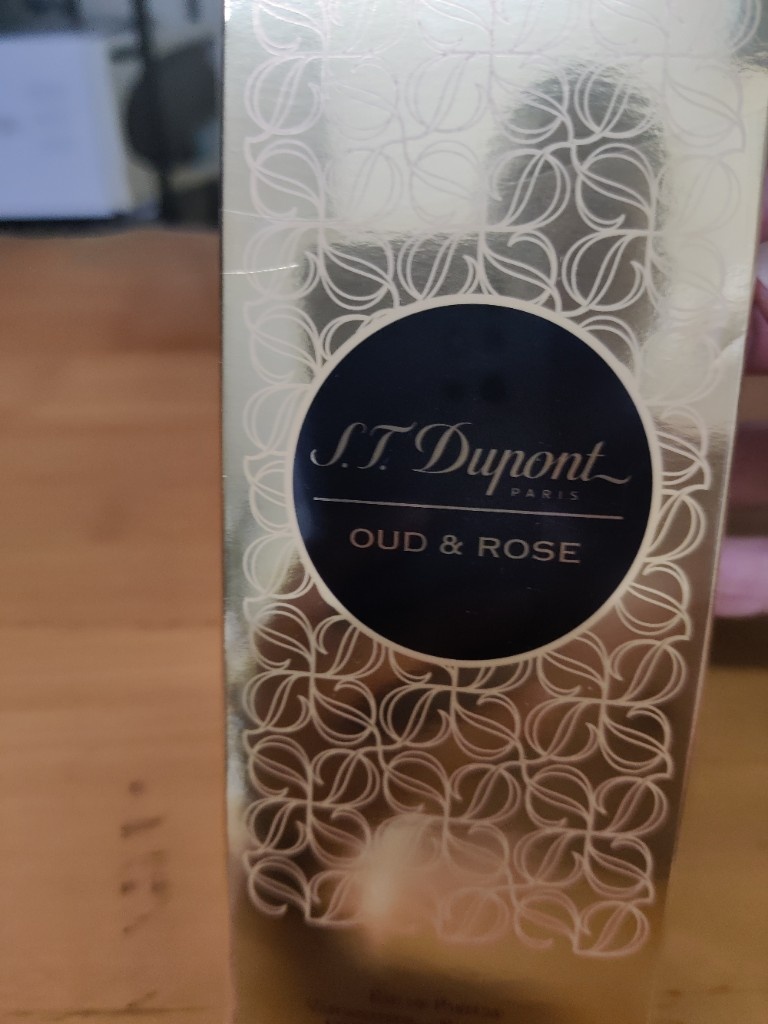 S.T. Dupont
PARIS
OUD & ROSE